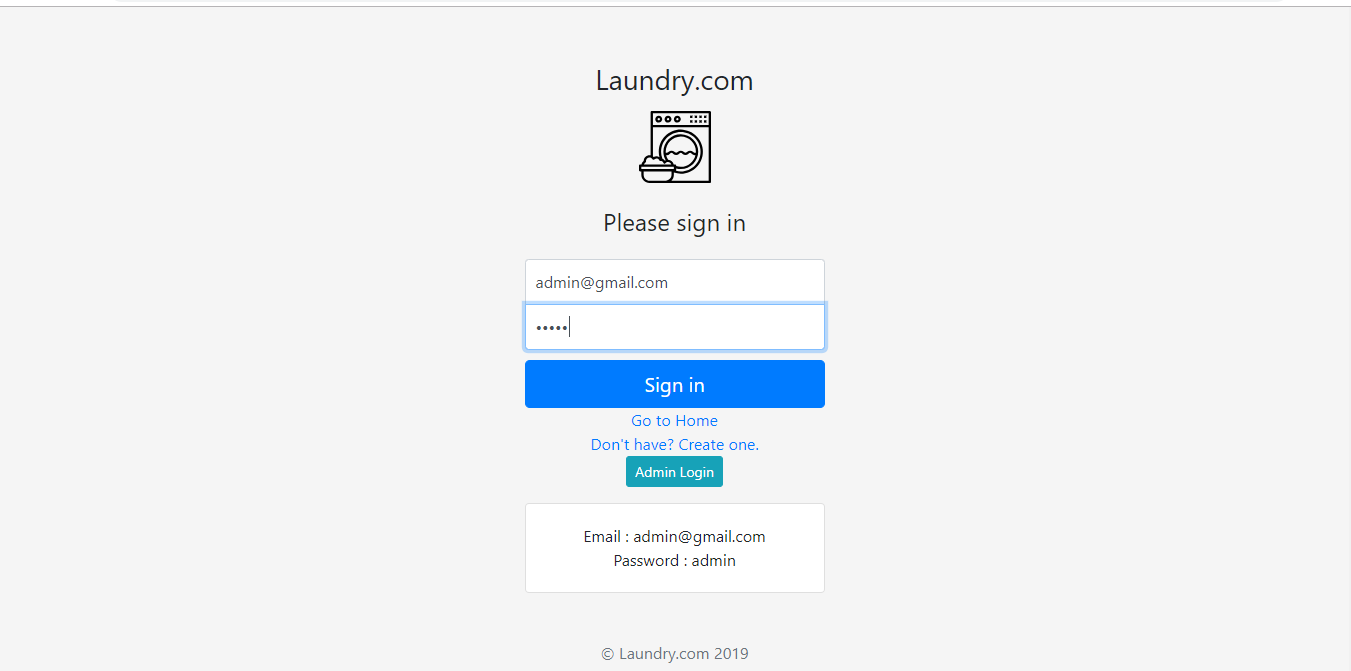 Laundry.com
Please sign in
admin@gmail.com
•••••
Sign in
Go to Home
Don't have? Create one.
Admin Login
Email : admin@gmail.com
Password : admin
© Laundry.com 2019